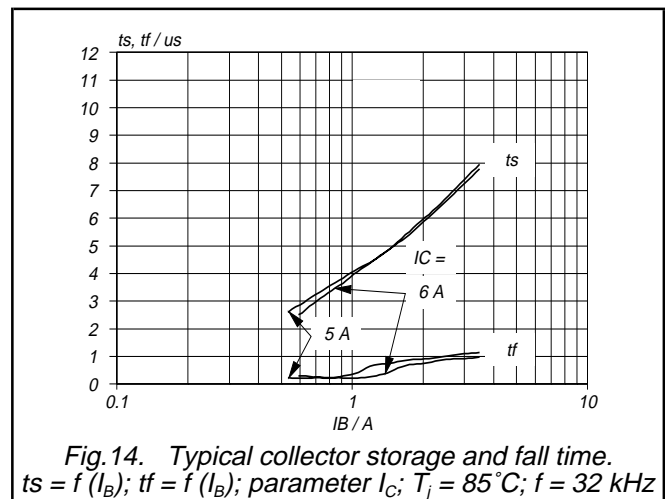 ts, tf / us
12
11
10
9
8
7
6
5
4
3
2
1
0
ts
IC =
6 A
5 A
tf
0.1
1
10
IB / A
Fig.14. Typical collector storage and fall time.
ts = f (IB); tf = f (IB); parameter IC; Tj = 85˚C; f = 32 kHz